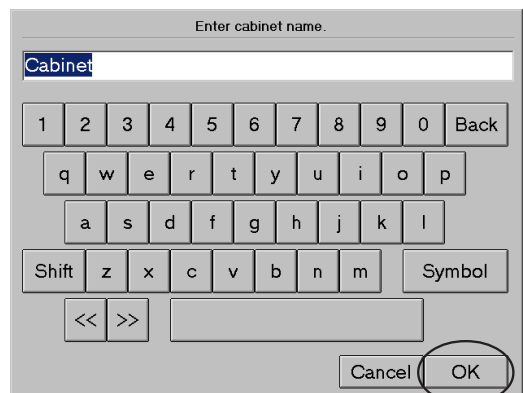 Enter cabinet name.
Cabinet
1 2 3 4 5 6 7 8 9 0 Back
q w e r t y u i o p
a s d f g h j k l
Shift z x c v b n m Symbol
<< >>
Cancel OK